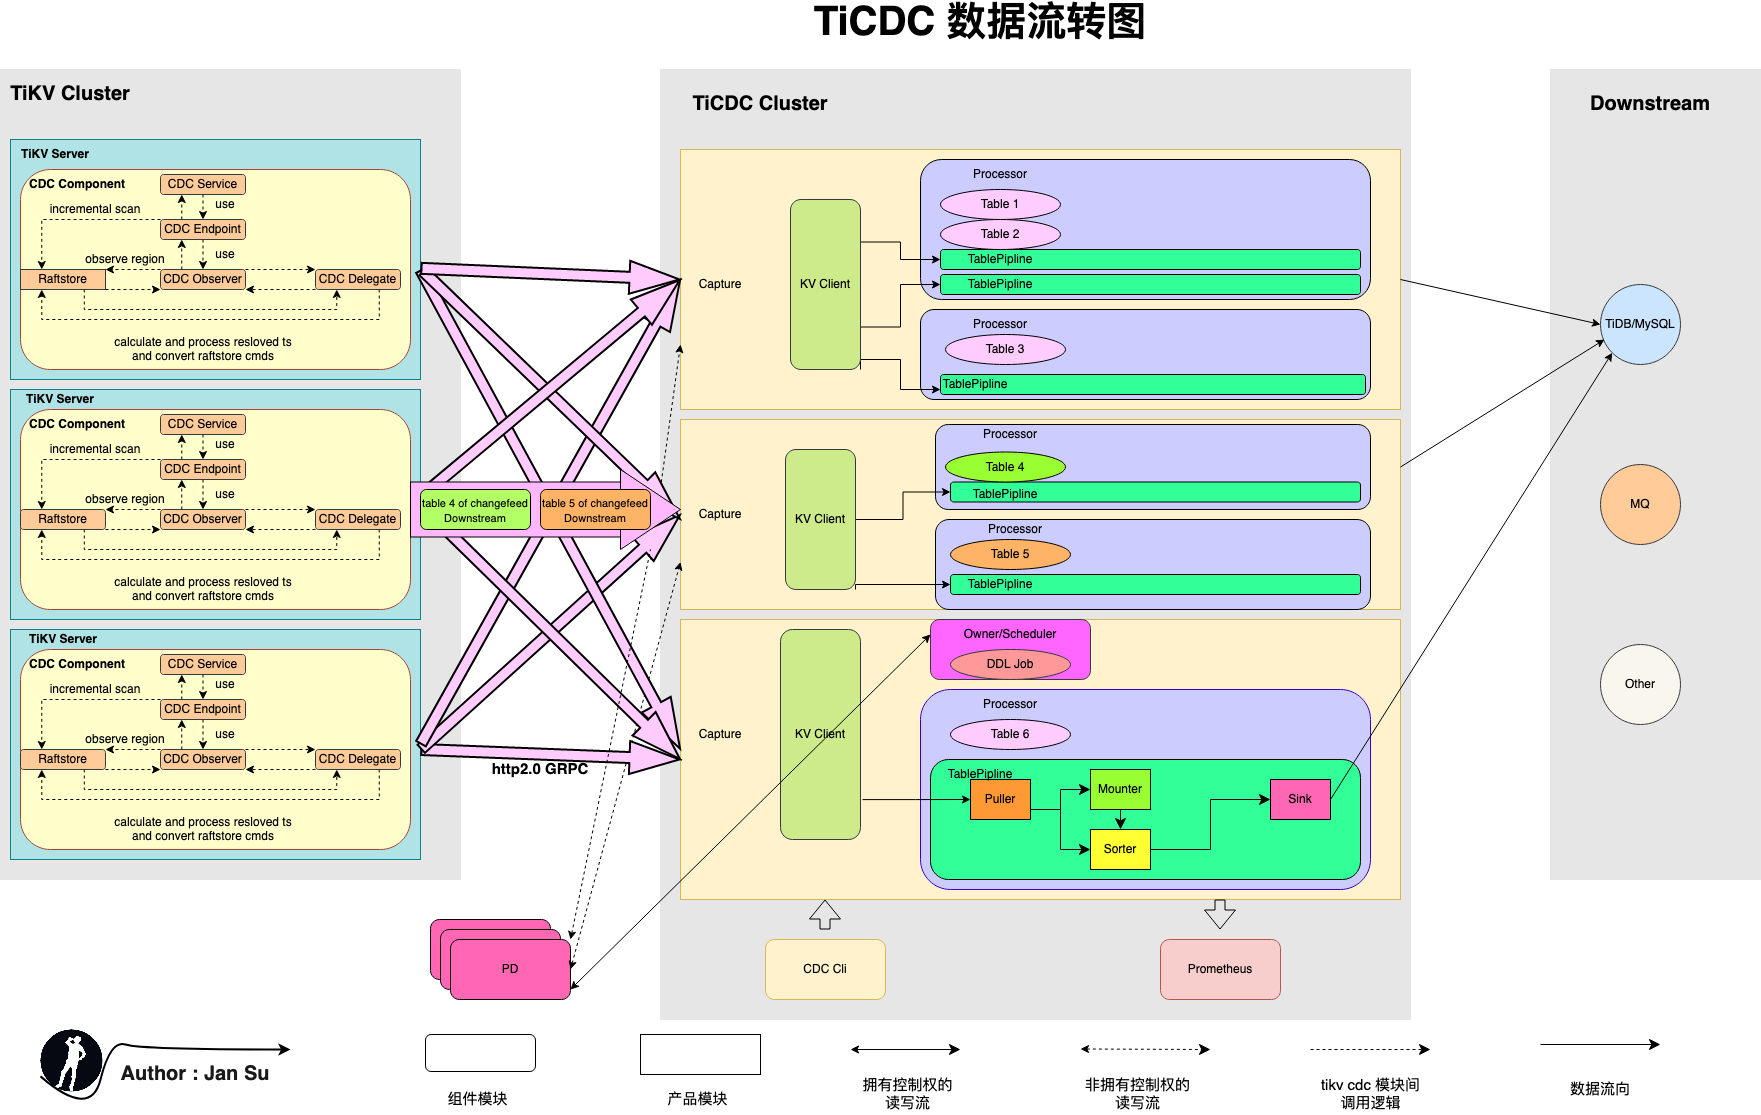 TiCDC 数据流转图
TiKV Cluster
TiKV Server
CDC Component
CDC Service
incremental scan
use
CDC Endpoint
use
observe region
Raftstore
CDC Observer
CDC Delegate
calculate and process resloved ts
and convert raftstore cmds
TiKV Server
CDC Component
CDC Service
incremental scan
use
CDC Endpoint
use
observe region
Raftstore
CDC Observer
CDC Delegate
calculate and process resloved ts
and convert raftstore cmds
TiKV Server
CDC Component
CDC Service
incremental scan
use
CDC Endpoint
use
observe region
Raftstore
CDC Observer
CDC Delegate
calculate and process resloved ts
and convert raftstore cmds
table 4 of changefeed
Downstream
table 5 of changefeed
Downstream
http2.0 GRPC
PD
TiCDC Cluster
Capture
KV Client
Processor
Table 1
Table 2
TablePipline
TablePipline
Processor
Table 3
TablePipline
Capture
KV Client
Processor
Table 4
TablePipline
Processor
Table 5
TablePipline
Capture
KV Client
Owner/Scheduler
DDL Job
Processor
Table 6
TablePipline
Puller
Mounter
Sorter
Sink
CDC Cli
Prometheus
Downstream
TiDB/MySQL
MQ
Other
Author : Jan Su
组件模块
产品模块
拥有控制权的
读写流
非拥有控制权的
读写流
tikv cdc 模块间
调用逻辑
数据流向